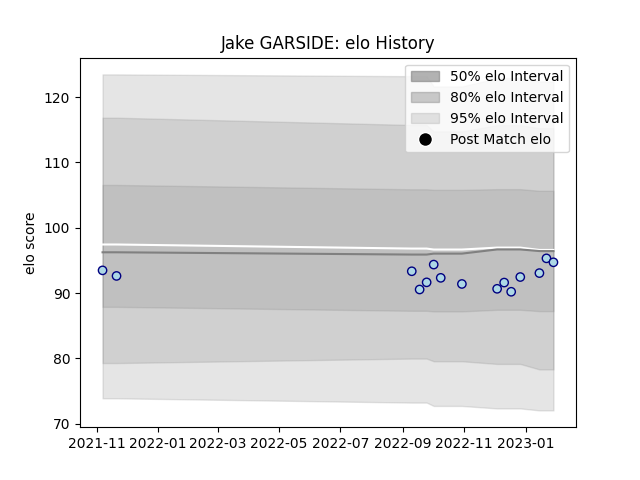 Jake GARSIDE: elo History
50% elo Interval
80% elo Interval
95% elo Interval
Post Match elo
elo score
120
110
100
90
80
70
2021-11 2022-01 2022-03 2022-05 2022-07 2022-09 2022-11 2023-01